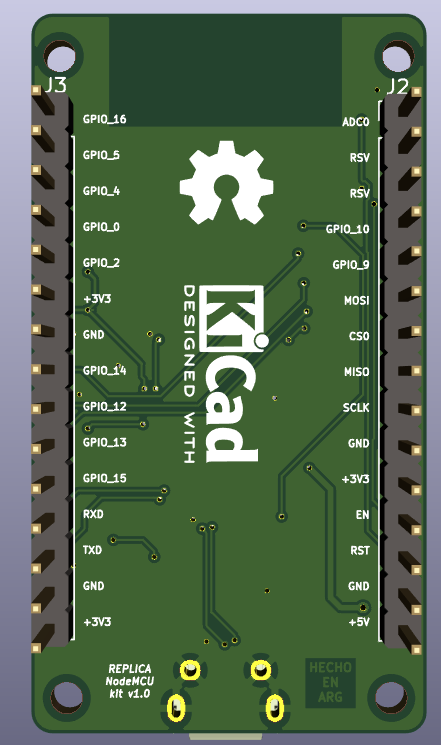 J3
J2
GPIO_16
ADC0
GPIO_5
RSV
GPIO_4
RSV
GPIO_0
GPIO_10
GPIO_2
GPIO_9
+3V3
MOSI
GND
CS0
GPIO_14
MISO
GPIO_12
SCLK
GPIO_13
GND
GPIO_15
+3V3
RXD
EN
TXD
RST
GND
GND
+3V3
+5V
DESIGNED WITH
KiCad
REPLICA
NodeMCU
kit v1.0
HECHO
EN
ARG